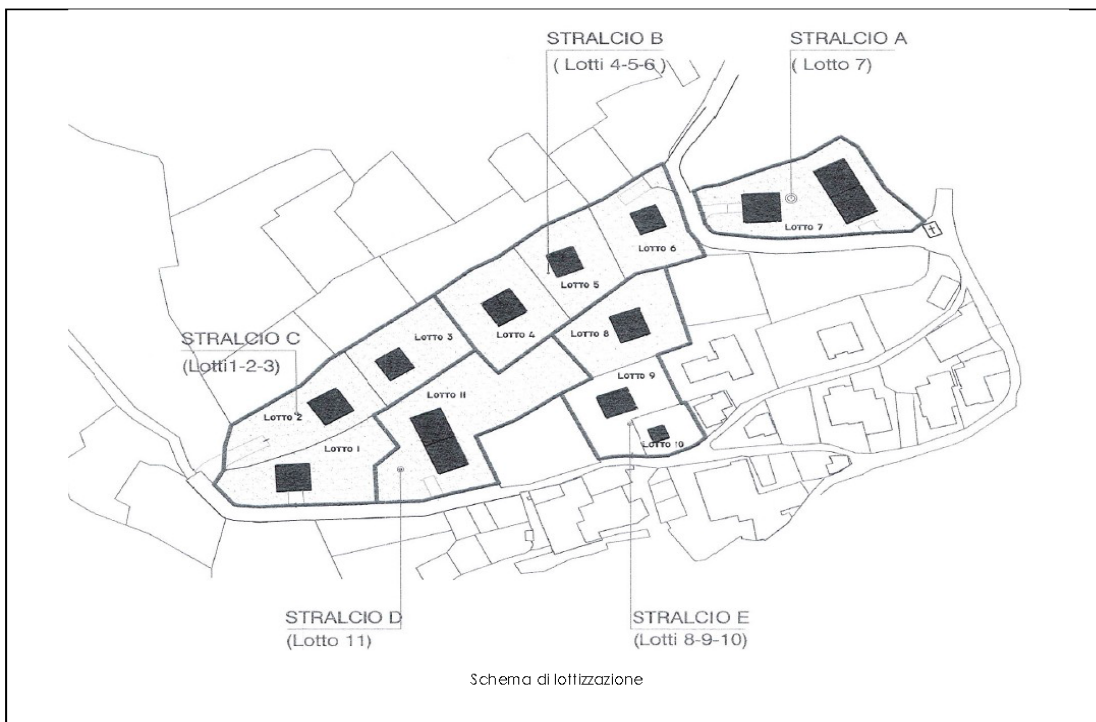 STRALCIO B
( Lotti 4-5-6 )
STRALCIO A
( Lotto 7)
LOTTO 7
LOTTO 6
LOTTO 5
LOTTO 4
LOTTO 8
LOTTO 3
STRALCIO C
(Lotti1-2-3)
LOTTO 9
LOTTO 11
LOTTO 2
LOTTO 10
LOTTO 1
STRALCIO D
(Lotto 11)
STRALCIO E
(Lotti 8-9-10)
Schema di lottizzazione